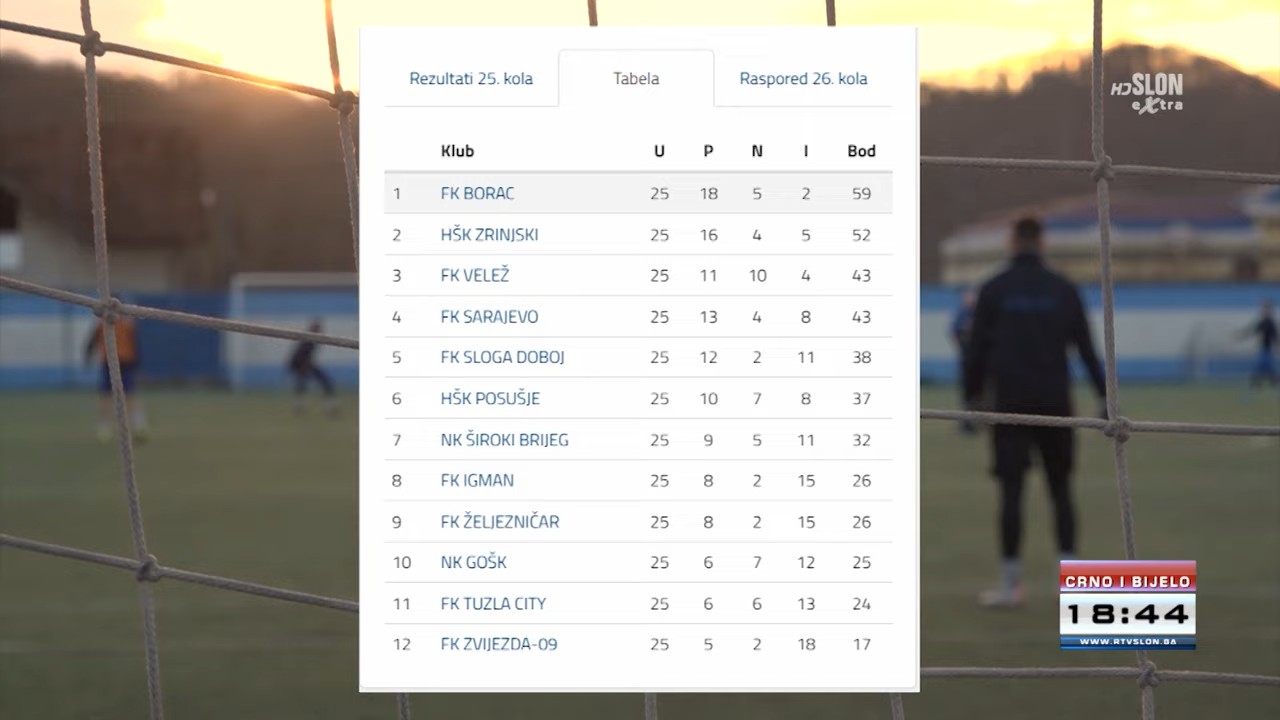 Rezultati 25. kola Tabela Raspored 26. kola
HD SLON
extra
Klub U P N I Bod
1 FK BORAC 25 18 5 2 59
2 HŠK ZRINJSKI 25 16 4 5 52
3 FK VELEŽ 25 11 10 4 43
4 FK SARAJEVO 25 13 4 8 43
5 FK SLOGA DOBOJ 25 12 2 11 38
6 HŠK POSUŠJE 25 10 7 8 37
7 NK ŠIROKI BRIJEG 25 9 5 11 32
8 FK IGMAN 25 8 2 15 26
9 FK ŽELJEZNIČAR 25 8 2 15 26
10 NK GOŠK 25 6 7 12 25
11 FK TUZLA CITY 25 6 6 13 24
12 FK ZVIJEZDA-09 25 5 2 18 17
CRNO I BIJELO
18:44
WWW.RTVSLON.BA